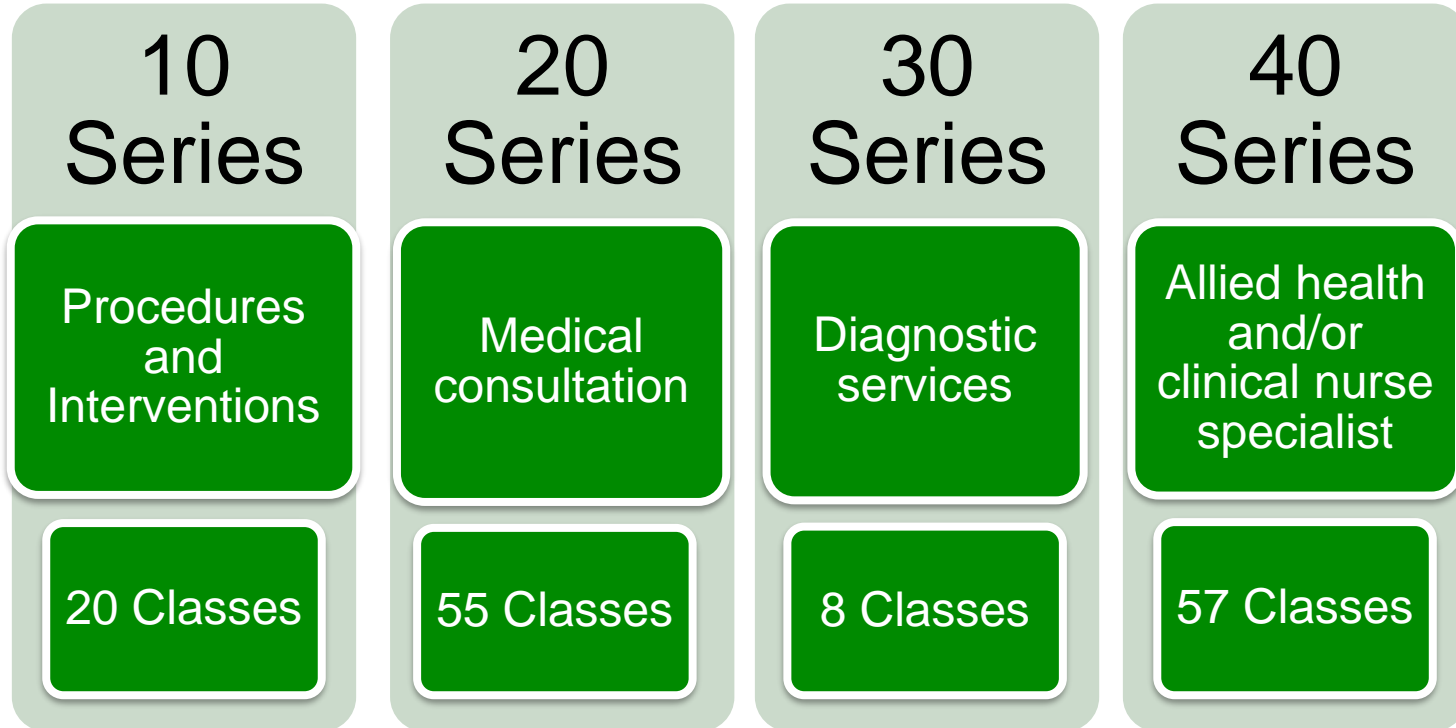 10
Series
Procedures
and
Interventions
20 Classes
20
Series
Medical
consultation
55 Classes
30
Series
Diagnostic
services
8 Classes
40
Series
Allied health
and/or
clinical nurse
specialist
57 Classes